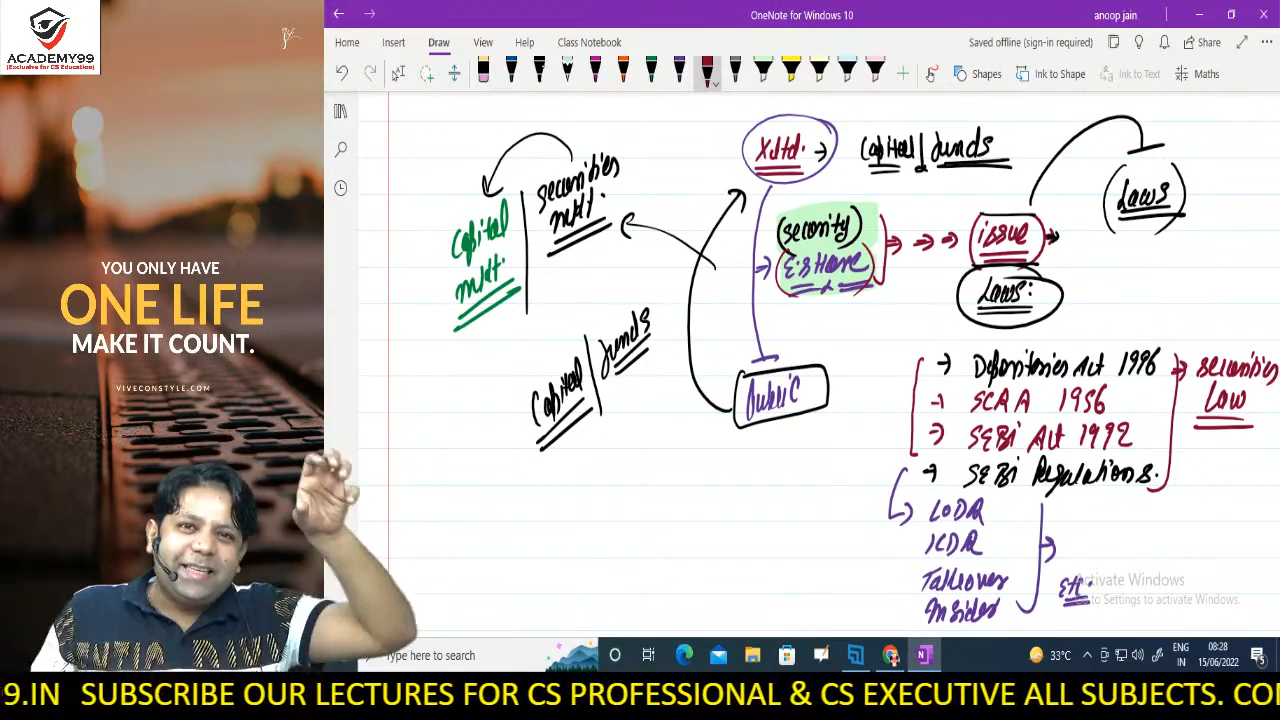 ACADEMY99
(Exclusive for CS Education)
OneNote for Windows 10
anoop jain
Home Insert Draw View Help Class Notebook
Saved offline (sign-in required)
Share
Shapes Ink to Shape Ink to Text Maths
YOU ONLY HAVE
ONE LIFE
MAKE IT COUNT.
VIVECONSTYLE.COM
X Ltd. → Capital / funds
securities
mkt.
Capital
mkt.
(security)
E. Share
issue
Laws:
(Laws)
Capital / funds
Public
→ Depositories Act 1996
→ SCRA 1956
→ SEBI Act 1992
→ SEBI Regulations.
securities
Law
LODR
ICDR
Takeover
Insider
Etc.
Activate Windows
to Settings to activate Windows.
Type here to search
33°C
ENG
IN
08:28
15/06/2022
5
9.IN SUBSCRIBE OUR LECTURES FOR CS PROFESSIONAL & CS EXECUTIVE ALL SUBJECTS. CO